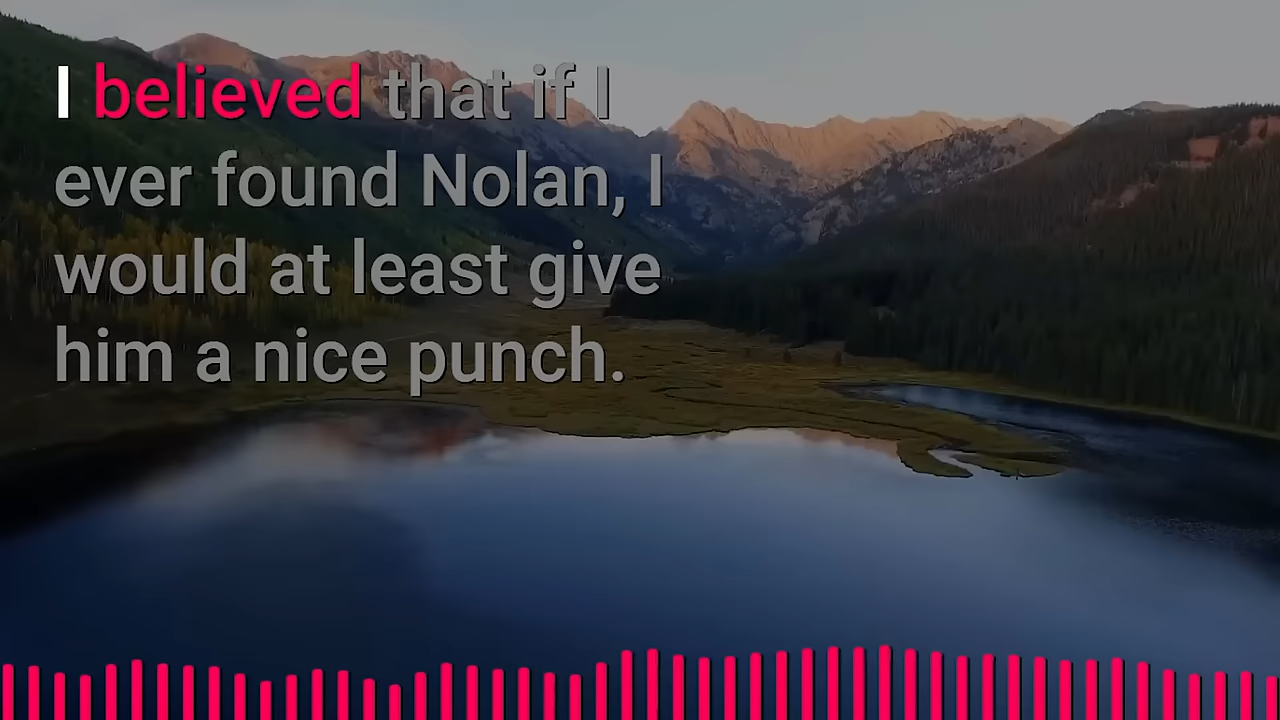 I believed that if I
ever found Nolan, I
would at least give
him a nice punch.